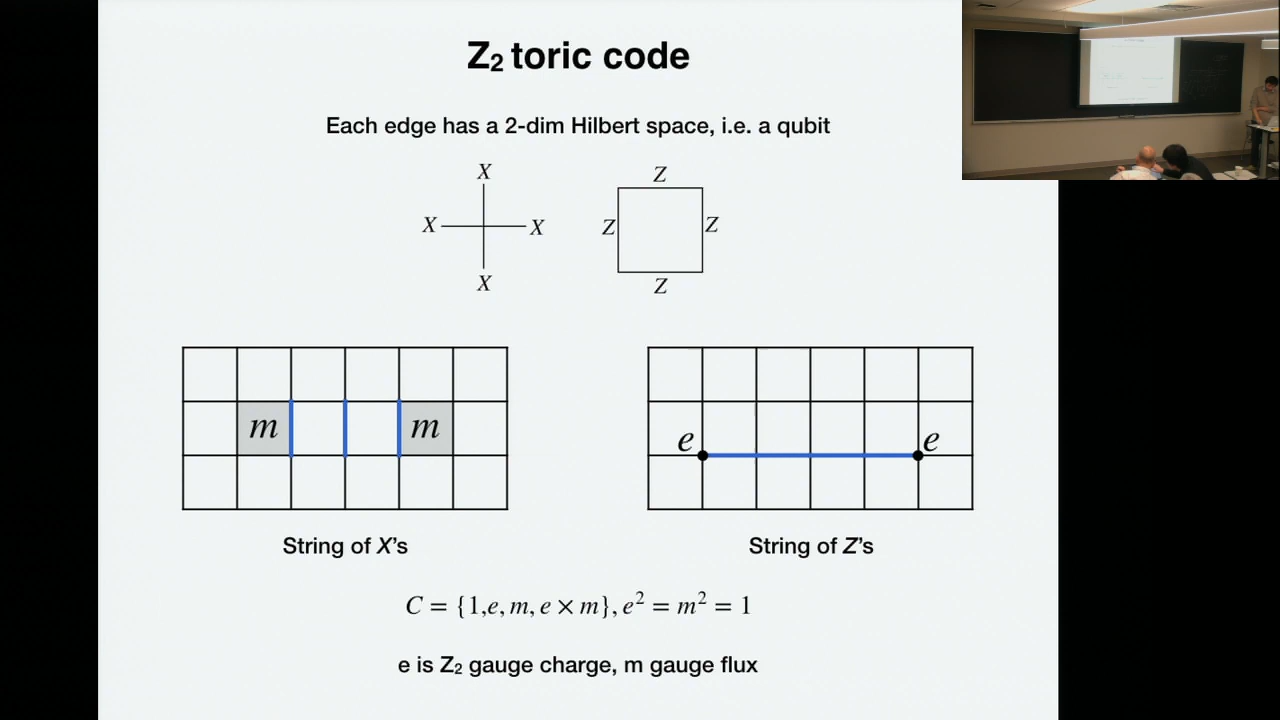 Z₂ toric code
Each edge has a 2-dim Hilbert space, i.e. a qubit
X
X X
X
Z
Z Z
Z
m m
e e
String of X's
String of Z's
C = {1,e, m, e × m}, e² = m² = 1
e is Z₂ gauge charge, m gauge flux